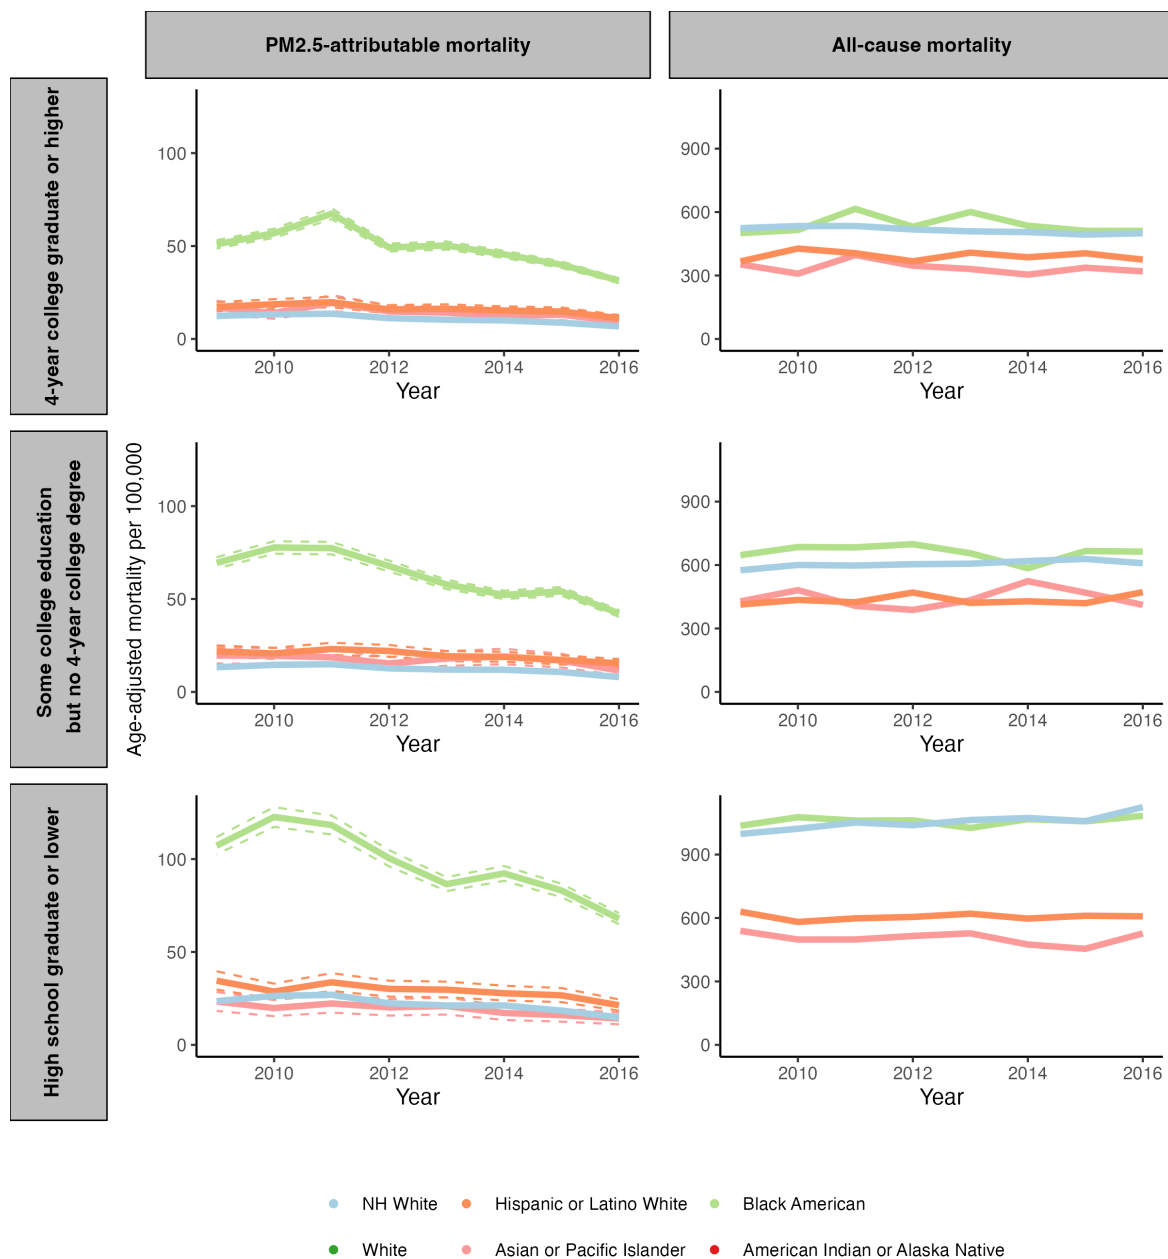 PM2.5-attributable mortality
All-cause mortality
4-year college graduate or higher
100
50
0
2010 2012 2014 2016
Year
900
600
300
0
2010 2012 2014 2016
Year
Some college education
but no 4-year college degree
Age-adjusted mortality per 100,000
100
50
0
2010 2012 2014 2016
Year
900
600
300
0
2010 2012 2014 2016
Year
High school graduate or lower
100
50
0
2010 2012 2014 2016
Year
900
600
300
0
2010 2012 2014 2016
Year
NH White Hispanic or Latino White Black American
White Asian or Pacific Islander American Indian or Alaska Native